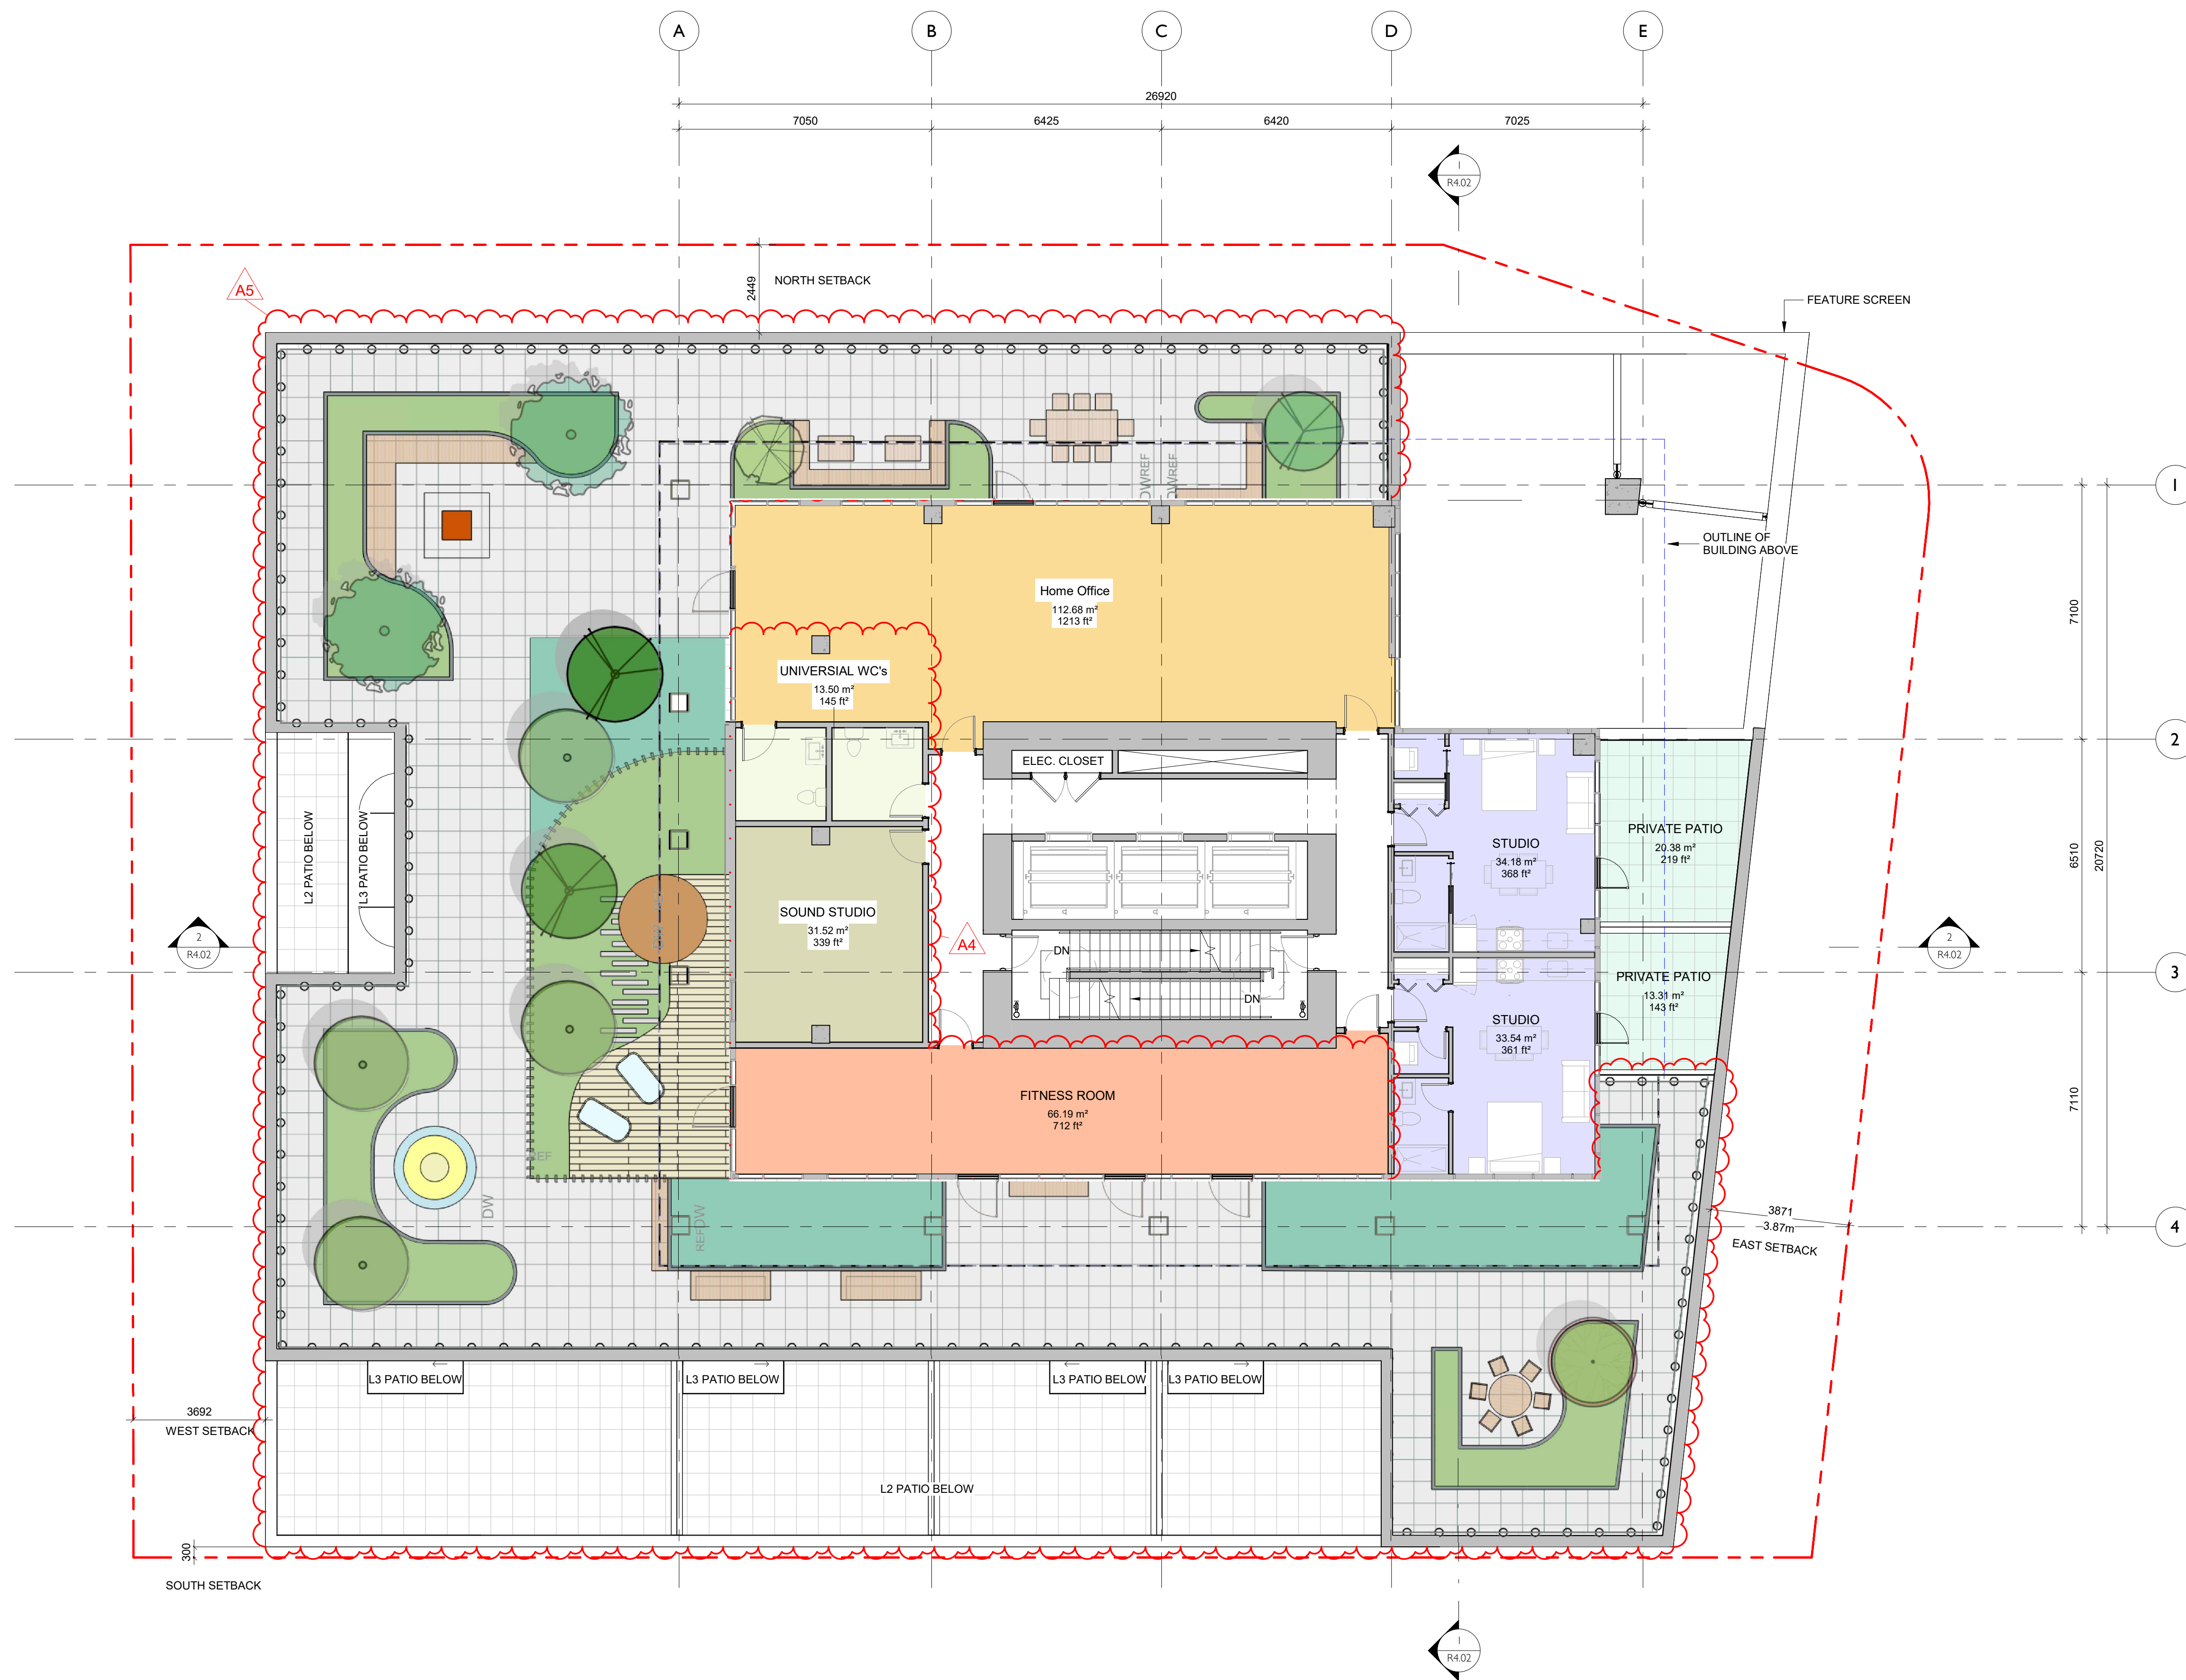 A
B
C
D
E
26920
7050
6425
6420
7025
1
R4.02
2449
NORTH SETBACK
A5
FEATURE SCREEN
1
OUTLINE OF
BUILDING ABOVE
DWREF
DWREF
Home Office
112.68 m²
1213 ft²
7100
UNIVERSIAL WC's
13.50 m²
145 ft²
2
ELEC. CLOSET
L2 PATIO BELOW
L3 PATIO BELOW
STUDIO
34.18 m²
368 ft²
PRIVATE PATIO
20.38 m²
219 ft²
6510
20720
SOUND STUDIO
31.52 m²
339 ft²
A4
2
R4.02
2
R4.02
DN
DN
3
PRIVATE PATIO
13.31 m²
143 ft²
STUDIO
33.54 m²
361 ft²
7110
FITNESS ROOM
66.19 m²
712 ft²
REF
DW
REFDW
3871
3.87m
EAST SETBACK
4
L3 PATIO BELOW
L3 PATIO BELOW
L3 PATIO BELOW
L3 PATIO BELOW
3692
WEST SETBACK
L2 PATIO BELOW
300
SOUTH SETBACK
1
R4.02